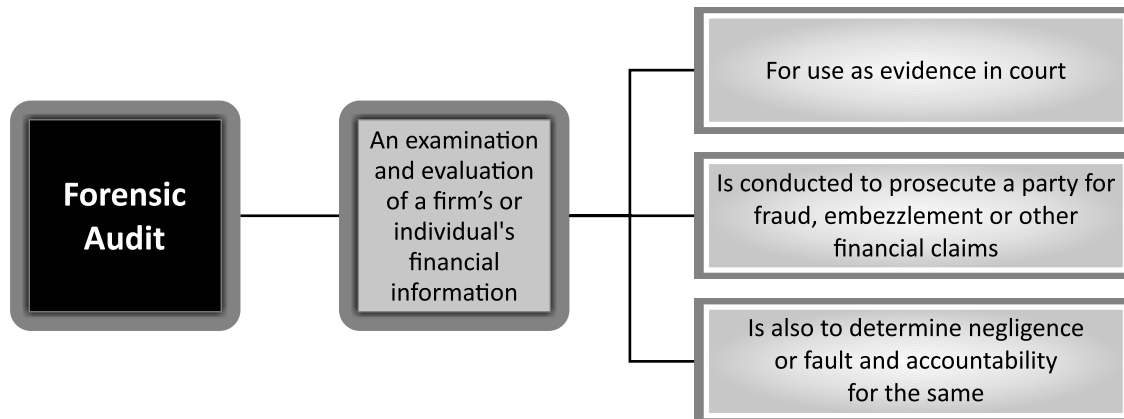 Forensic
Audit
An examination
and evaluation
of a firm’s or
individual's
financial
information
For use as evidence in court
Is conducted to prosecute a party for
fraud, embezzlement or other
financial claims
Is also to determine negligence
or fault and accountability
for the same